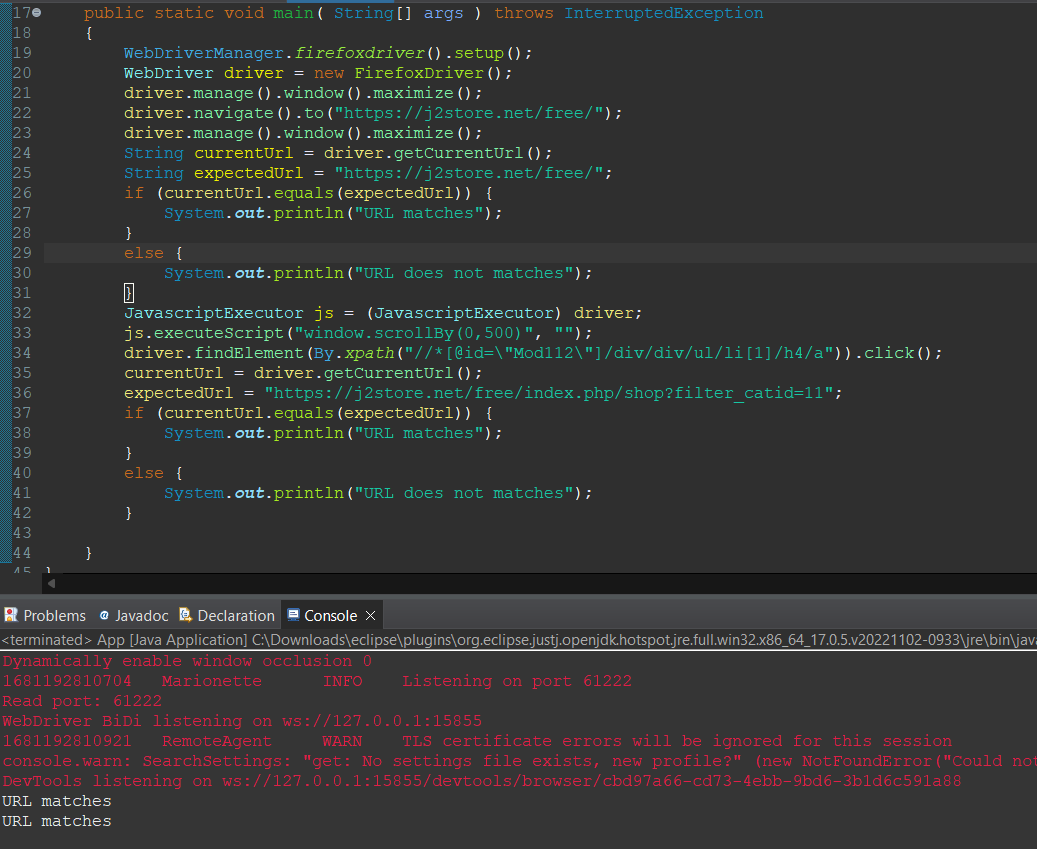 17 public static void main( String[] args ) throws InterruptedException
18 {
19 WebDriverManager.firefoxdriver().setup();
20 WebDriver driver = new FirefoxDriver();
21 driver.manage().window().maximize();
22 driver.navigate().to("https://j2store.net/free/");
23 driver.manage().window().maximize();
24 String currentUrl = driver.getCurrentUrl();
25 String expectedUrl = "https://j2store.net/free/";
26 if (currentUrl.equals(expectedUrl)) {
27 System.out.println("URL matches");
28 }
29 else {
30 System.out.println("URL does not matches");
31 }
32 JavascriptExecutor js = (JavascriptExecutor) driver;
33 js.executeScript("window.scrollBy(0,500)", "");
34 driver.findElement(By.xpath("//*[@id=\"Mod112\"]/div/div/ul/li[1]/h4/a")).click();
35 currentUrl = driver.getCurrentUrl();
36 expectedUrl = "https://j2store.net/free/index.php/shop?filter_catid=11";
37 if (currentUrl.equals(expectedUrl)) {
38 System.out.println("URL matches");
39 }
40 else {
41 System.out.println("URL does not matches");
42 }
43
44 }
45 }
Problems @ Javadoc Declaration Console
<terminated> App [Java Application] C:\Downloads\eclipse\plugins\org.eclipse.justj.openjdk.hotspot.jre.full.win32.x86_64_17.0.5.v20221102-0933\jre\bin\java
Dynamically enable window occlusion 0
1681192810704 Marionette INFO Listening on port 61222
Read port: 61222
WebDriver BiDi listening on ws://127.0.0.1:15855
1681192810921 RemoteAgent WARN TLS certificate errors will be ignored for this session
console.warn: SearchSettings: "get: No settings file exists, new profile?" (new NotFoundError("Could not
DevTools listening on ws://127.0.0.1:15855/devtools/browser/cbd97a66-cd73-4ebb-9bd6-3b1d6c591a88
URL matches
URL matches